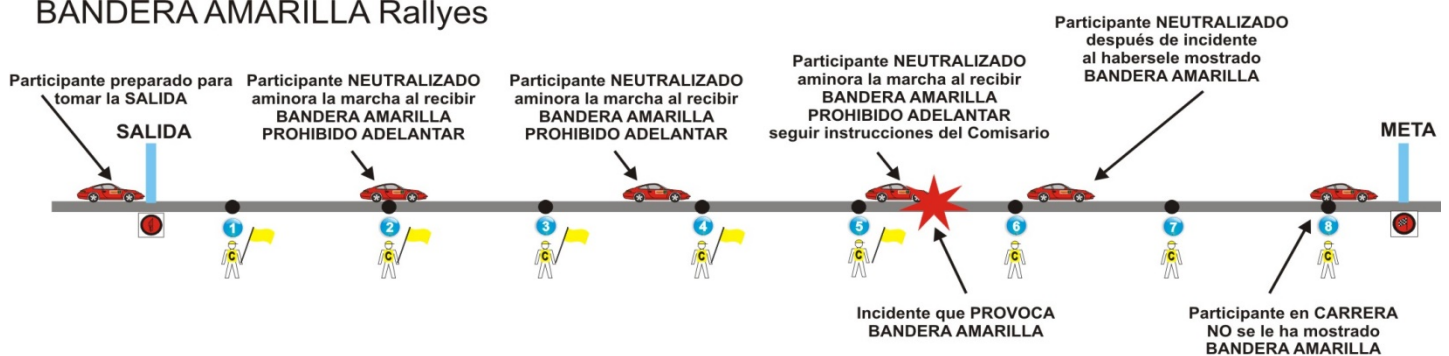 BANDERA AMARILLA Rallyes
Participante preparado para
tomar la SALIDA
SALIDA
Participante NEUTRALIZADO
aminora la marcha al recibir
BANDERA AMARILLA
PROHIBIDO ADELANTAR
Participante NEUTRALIZADO
aminora la marcha al recibir
BANDERA AMARILLA
PROHIBIDO ADELANTAR
Participante NEUTRALIZADO
aminora la marcha al recibir
BANDERA AMARILLA
PROHIBIDO ADELANTAR
seguir instrucciones del Comisario
Participante NEUTRALIZADO
después de incidente
al habersele mostrado
BANDERA AMARILLA
META
1
2
3
4
5
6
7
8
C
C
C
C
C
C
C
C
Incidente que PROVOCA
BANDERA AMARILLA
Participante en CARRERA
NO se le ha mostrado
BANDERA AMARILLA